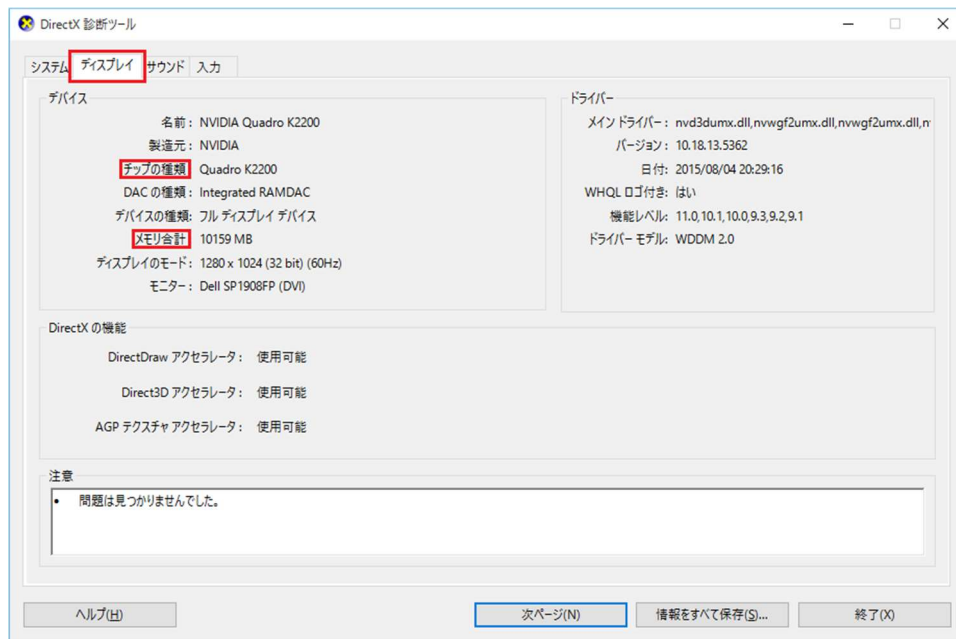 DirectX 診断ツール
システム ディスプレイ サウンド 入力
デバイス
名前: NVIDIA Quadro K2200
製造元: NVIDIA
チップの種類 Quadro K2200
DAC の種類: Integrated RAMDAC
デバイスの種類: フル ディスプレイ デバイス
メモリ合計 10159 MB
ディスプレイのモード: 1280 x 1024 (32 bit) (60Hz)
モニター: Dell SP1908FP (DVI)
ドライバー
メイン ドライバー: nvd3dumx.dll,nvwgf2umx.dll,nvwgf2umx.dll,n
バージョン: 10.18.13.5362
日付: 2015/08/04 20:29:16
WHQL ロゴ付き: はい
機能レベル: 11.0,10.1,10.0,9.3,9.2,9.1
ドライバー モデル: WDDM 2.0
DirectX の機能
DirectDraw アクセラレータ: 使用可能
Direct3D アクセラレータ: 使用可能
AGP テクスチャ アクセラレータ: 使用可能
注意
• 問題は見つかりませんでした。
ヘルプ(H) 次ページ(N) 情報をすべて保存(S)... 終了(X)